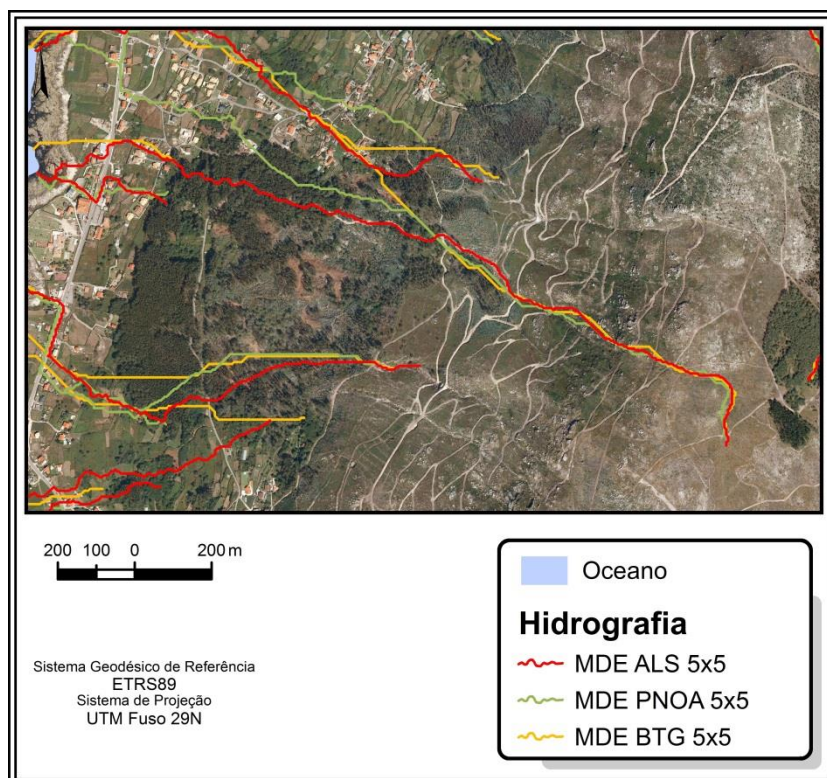 200 100 0 200 m
Sistema Geodésico de Referência
ETRS89
Sistema de Projeção
UTM Fuso 29N
Oceano
Hidrografia
MDE ALS 5x5
MDE PNOA 5x5
MDE BTG 5x5